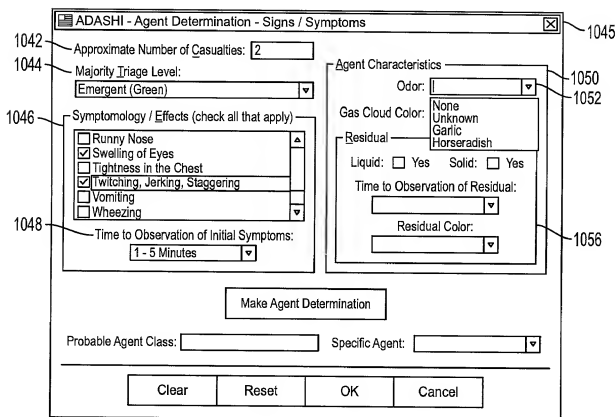 ADASHI - Agent Determination - Signs / Symptoms
1045
1042
Approximate Number of Casualties: 2
1044
Majority Triage Level:
Emergent (Green)
1046
Symptomology / Effects (check all that apply)
Runny Nose
Swelling of Eyes
Tightness in the Chest
Twitching, Jerking, Staggering
Vomiting
Wheezing
1048
Time to Observation of Initial Symptoms:
1 - 5 Minutes
Agent Characteristics
1050
Odor:
1052
None
Unknown
Garlic
Horseradish
Gas Cloud Color:
Residual
Liquid: Yes Solid: Yes
Time to Observation of Residual:
Residual Color:
1056
Make Agent Determination
Probable Agent Class: Specific Agent:
Clear Reset OK Cancel